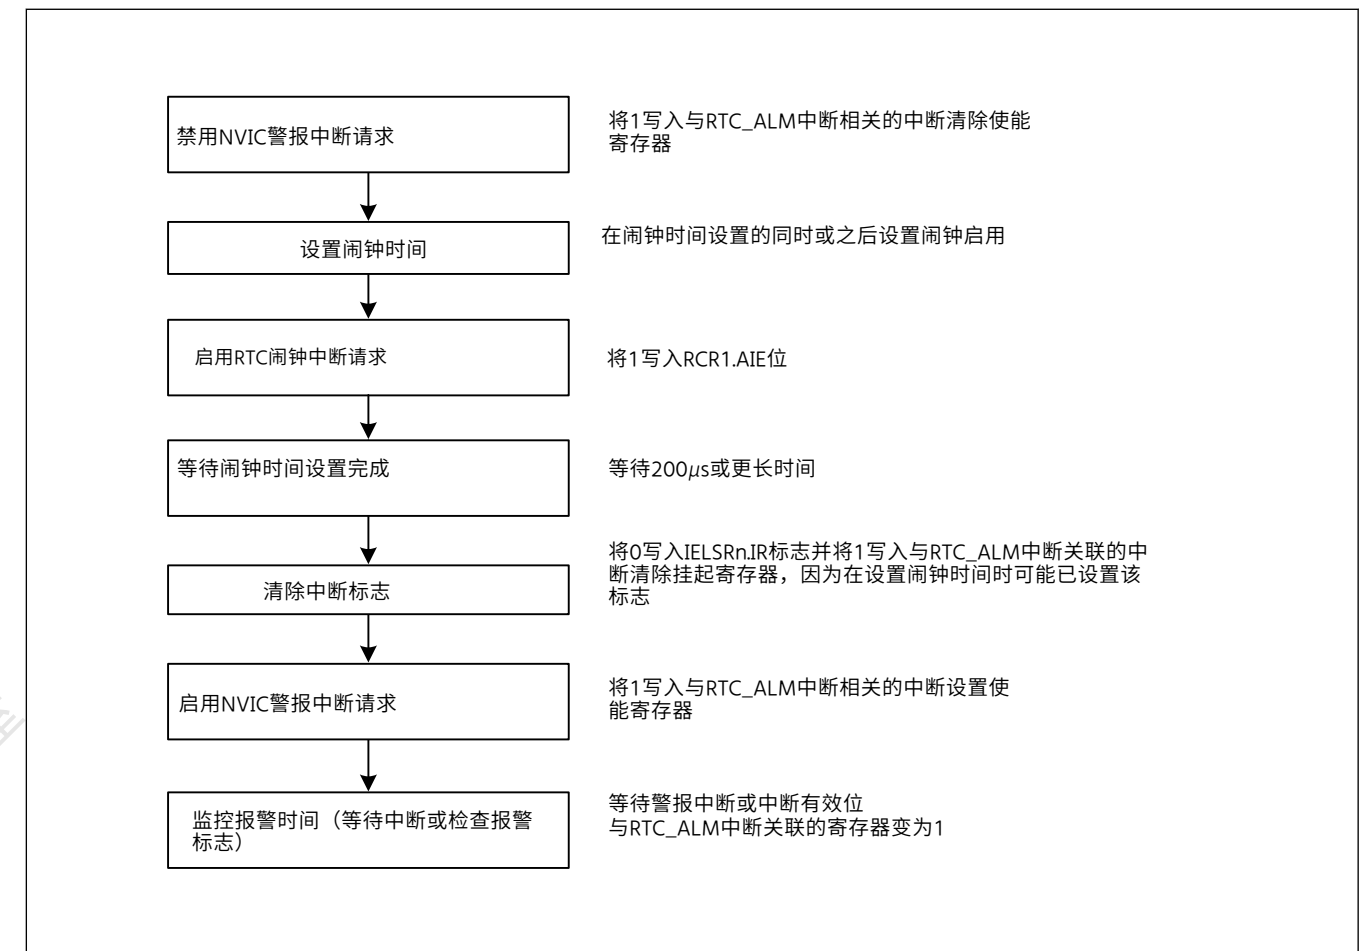 禁用NVIC警报中断请求
将1写入与RTC_ALM中断相关的中断清除使能
寄存器
设置闹钟时间
在闹钟时间设置的同时或之后设置闹钟启用
启用RTC闹钟中断请求
将1写入RCR1.AIE位
等待闹钟时间设置完成
等待200μs或更长时间
清除中断标志
将0写入IELSRn.IR标志并将1写入与RTC_ALM中断关联的中
断清除挂起寄存器，因为在设置闹钟时间时可能已设置该
标志
启用NVIC警报中断请求
将1写入与RTC_ALM中断相关的中断设置使
能寄存器
监控报警时间（等待中断或检查报警
标志）
等待警报中断或中断有效位
与RTC_ALM中断关联的寄存器变为1